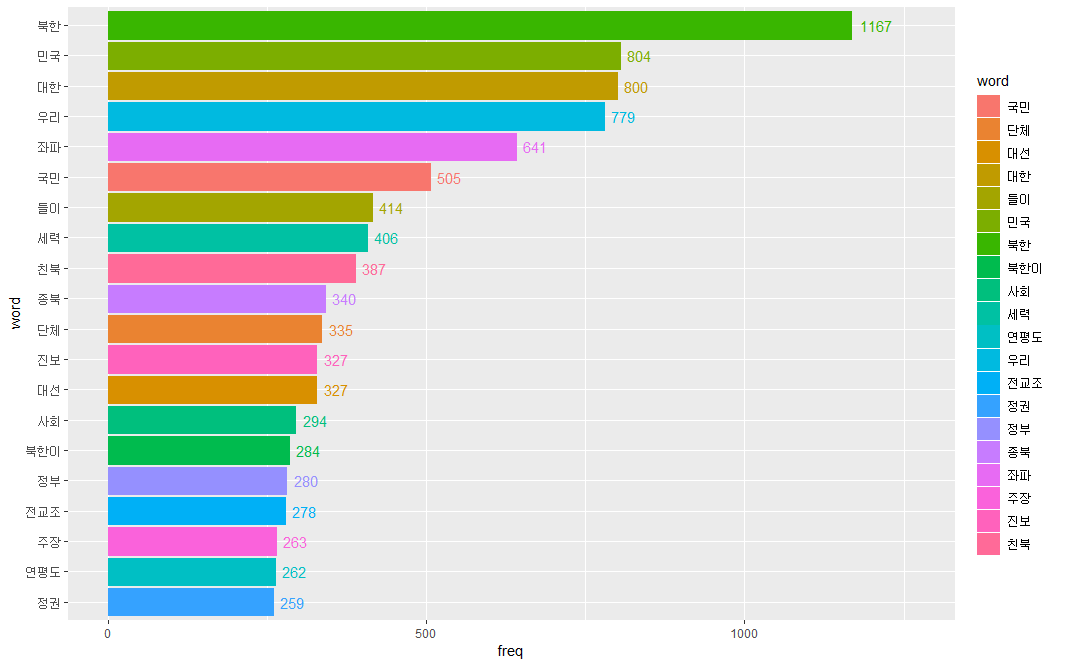 북한 1167
민국 804
대한 800
우리 779
좌파 641
국민 505
들이 414
세력 406
친북 387
종북 340
단체 335
진보 327
대선 327
사회 294
북한이 284
정부 280
전교조 278
주장 263
연평도 262
정권 259
word
0 500 1000
freq
word
국민
단체
대선
대한
들이
민국
북한
북한이
사회
세력
연평도
우리
전교조
정권
정부
종북
좌파
주장
진보
친북